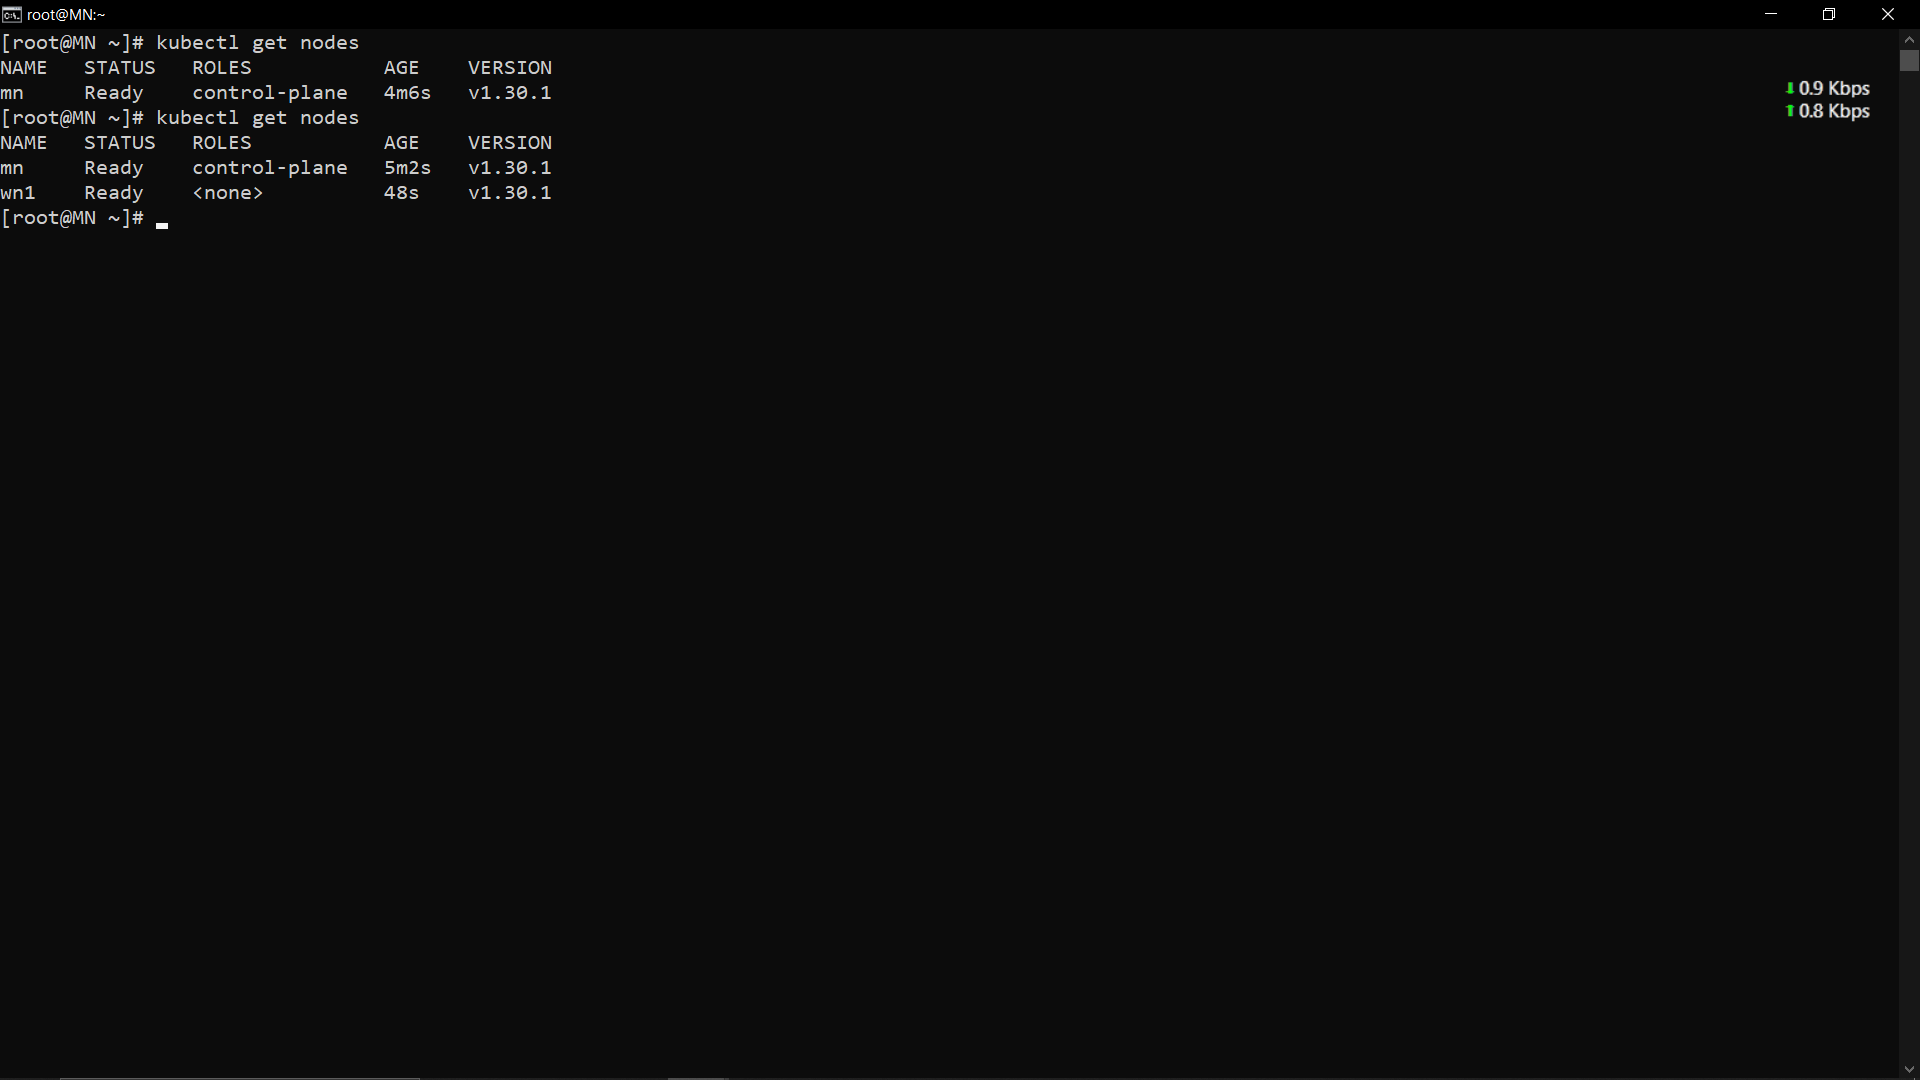 root@MN:~
[root@MN ~]# kubectl get nodes
NAME   STATUS   ROLES           AGE    VERSION
mn     Ready    control-plane   4m6s   v1.30.1
[root@MN ~]# kubectl get nodes
NAME   STATUS   ROLES           AGE    VERSION
mn     Ready    control-plane   5m2s   v1.30.1
wn1    Ready    <none>          48s    v1.30.1
[root@MN ~]#
0.9 Kbps
0.8 Kbps